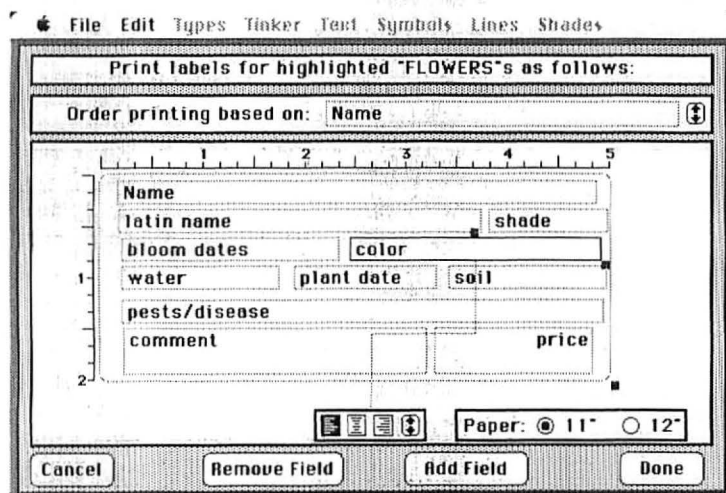 File Edit Types Tinker Text Symbols Lines Shades
Print labels for highlighted "FLOWERS"s as follows:
Order printing based on: Name
1 2 3 4 5
Name
latin name shade
bloom dates color
1 water plant date soil
pests/disease
comment price
2
Paper: 11" 12"
Cancel Remove Field Add Field Done